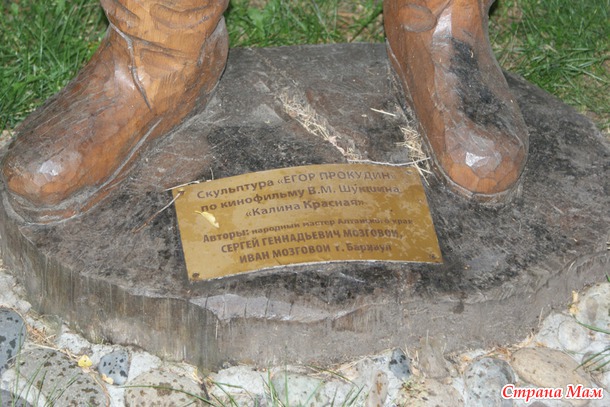 Скульптура «ЕГОР ПРОКУДИН»
по кинофильму В.М. Шукшина
«Калина Красная»
Авторы: народный мастер Алтайского края
СЕРГЕЙ ГЕННАДЬЕВИЧ МОЗГОВОЙ,
ИВАН МОЗГОВОЙ г. Барнаул
Страна Мам